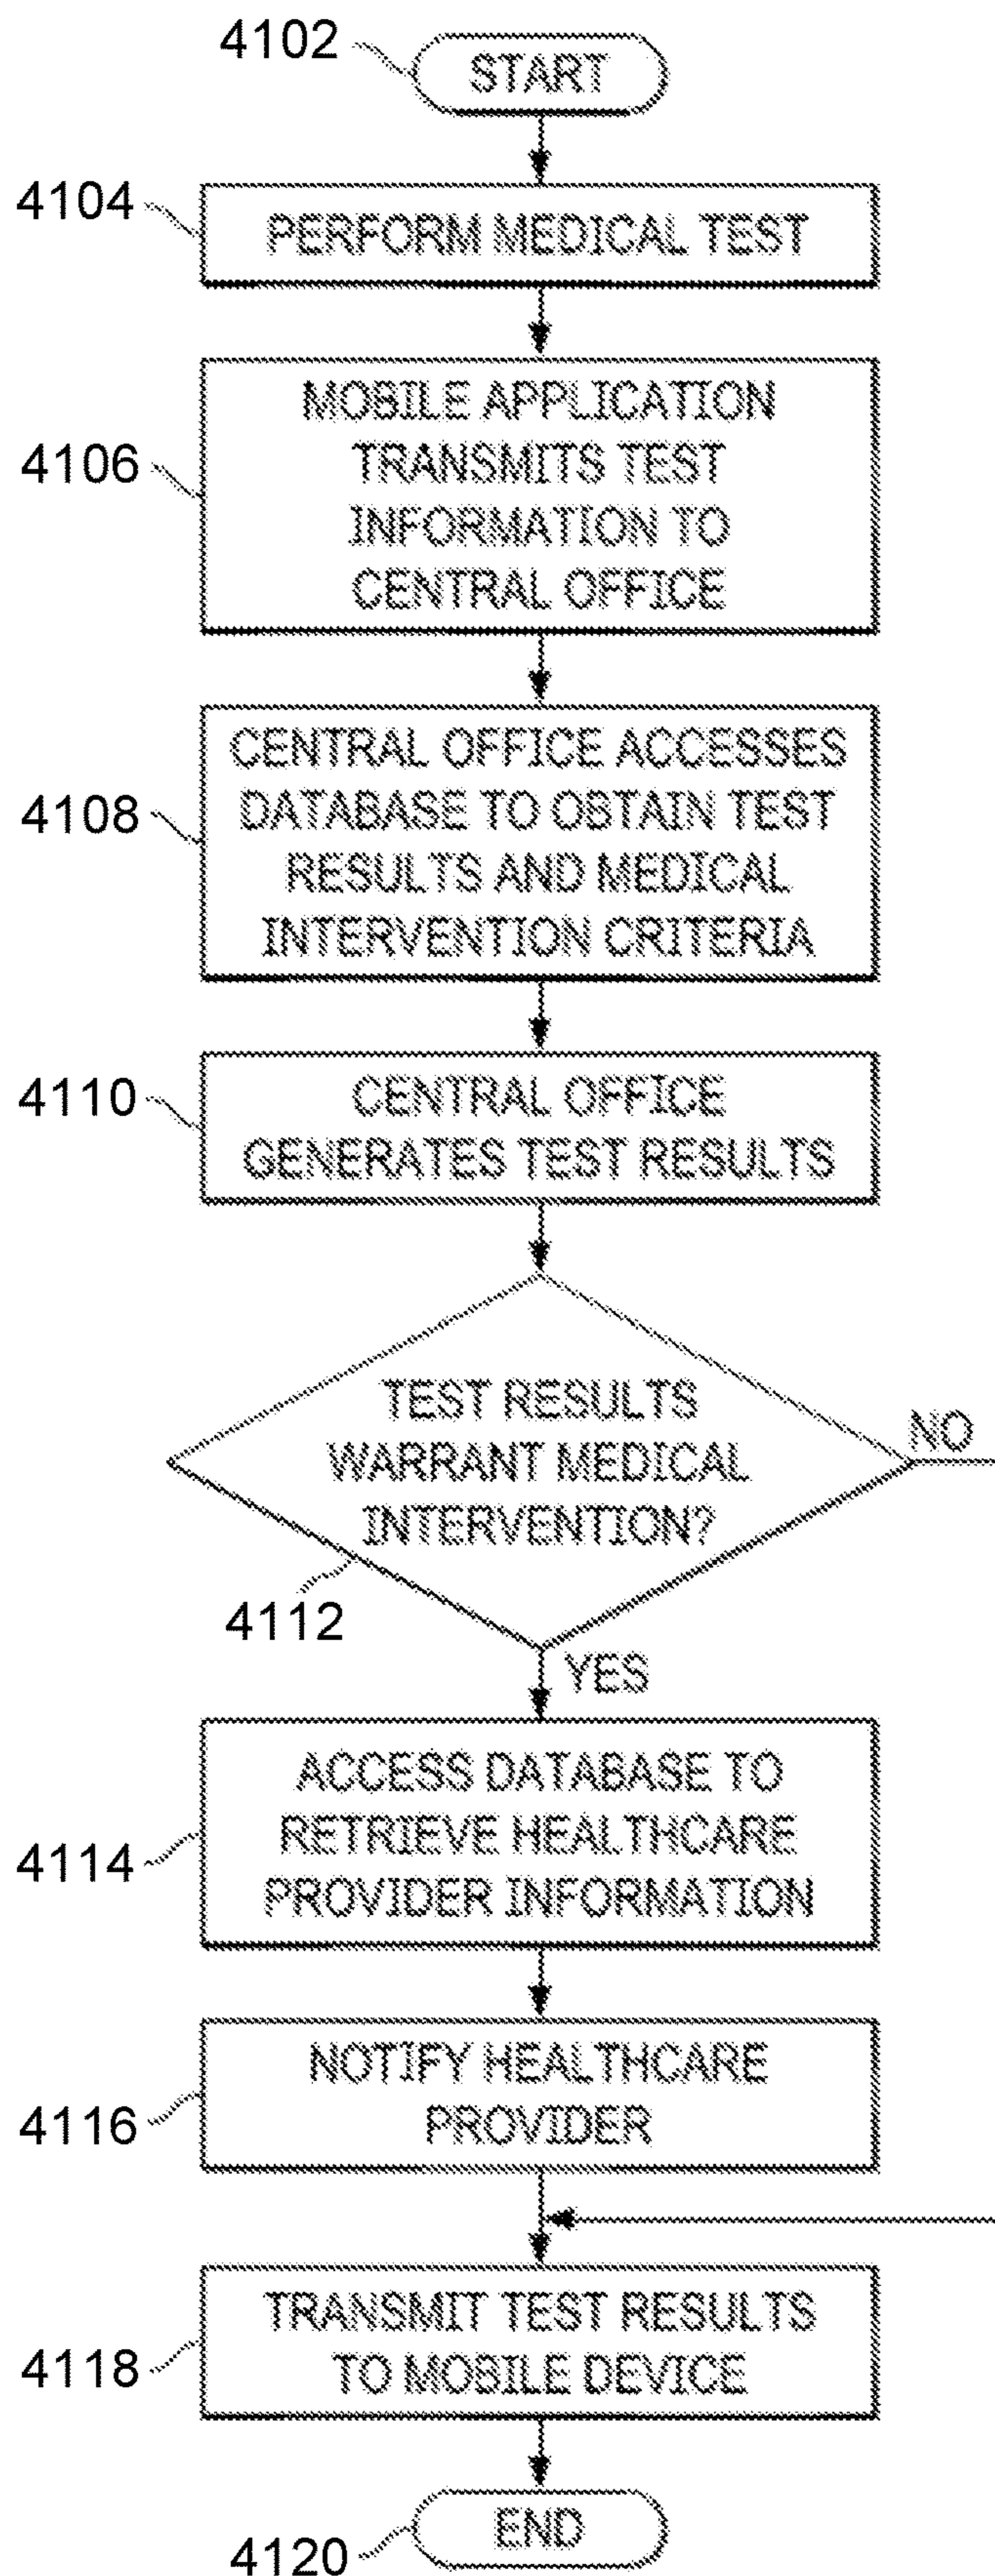 4102
START
4104
PERFORM MEDICAL TEST
4106
MOBILE APPLICATION
TRANSMITS TEST
INFORMATION TO
CENTRAL OFFICE
4108
CENTRAL OFFICE ACCESSES
DATABASE TO OBTAIN TEST
RESULTS AND MEDICAL
INTERVENTION CRITERIA
4110
CENTRAL OFFICE
GENERATES TEST RESULTS
TEST RESULTS
WARRANT MEDICAL
INTERVENTION?
NO
4112
YES
4114
ACCESS DATABASE TO
RETRIEVE HEALTHCARE
PROVIDER INFORMATION
4116
NOTIFY HEALTHCARE
PROVIDER
4118
TRANSMIT TEST RESULTS
TO MOBILE DEVICE
END
4120